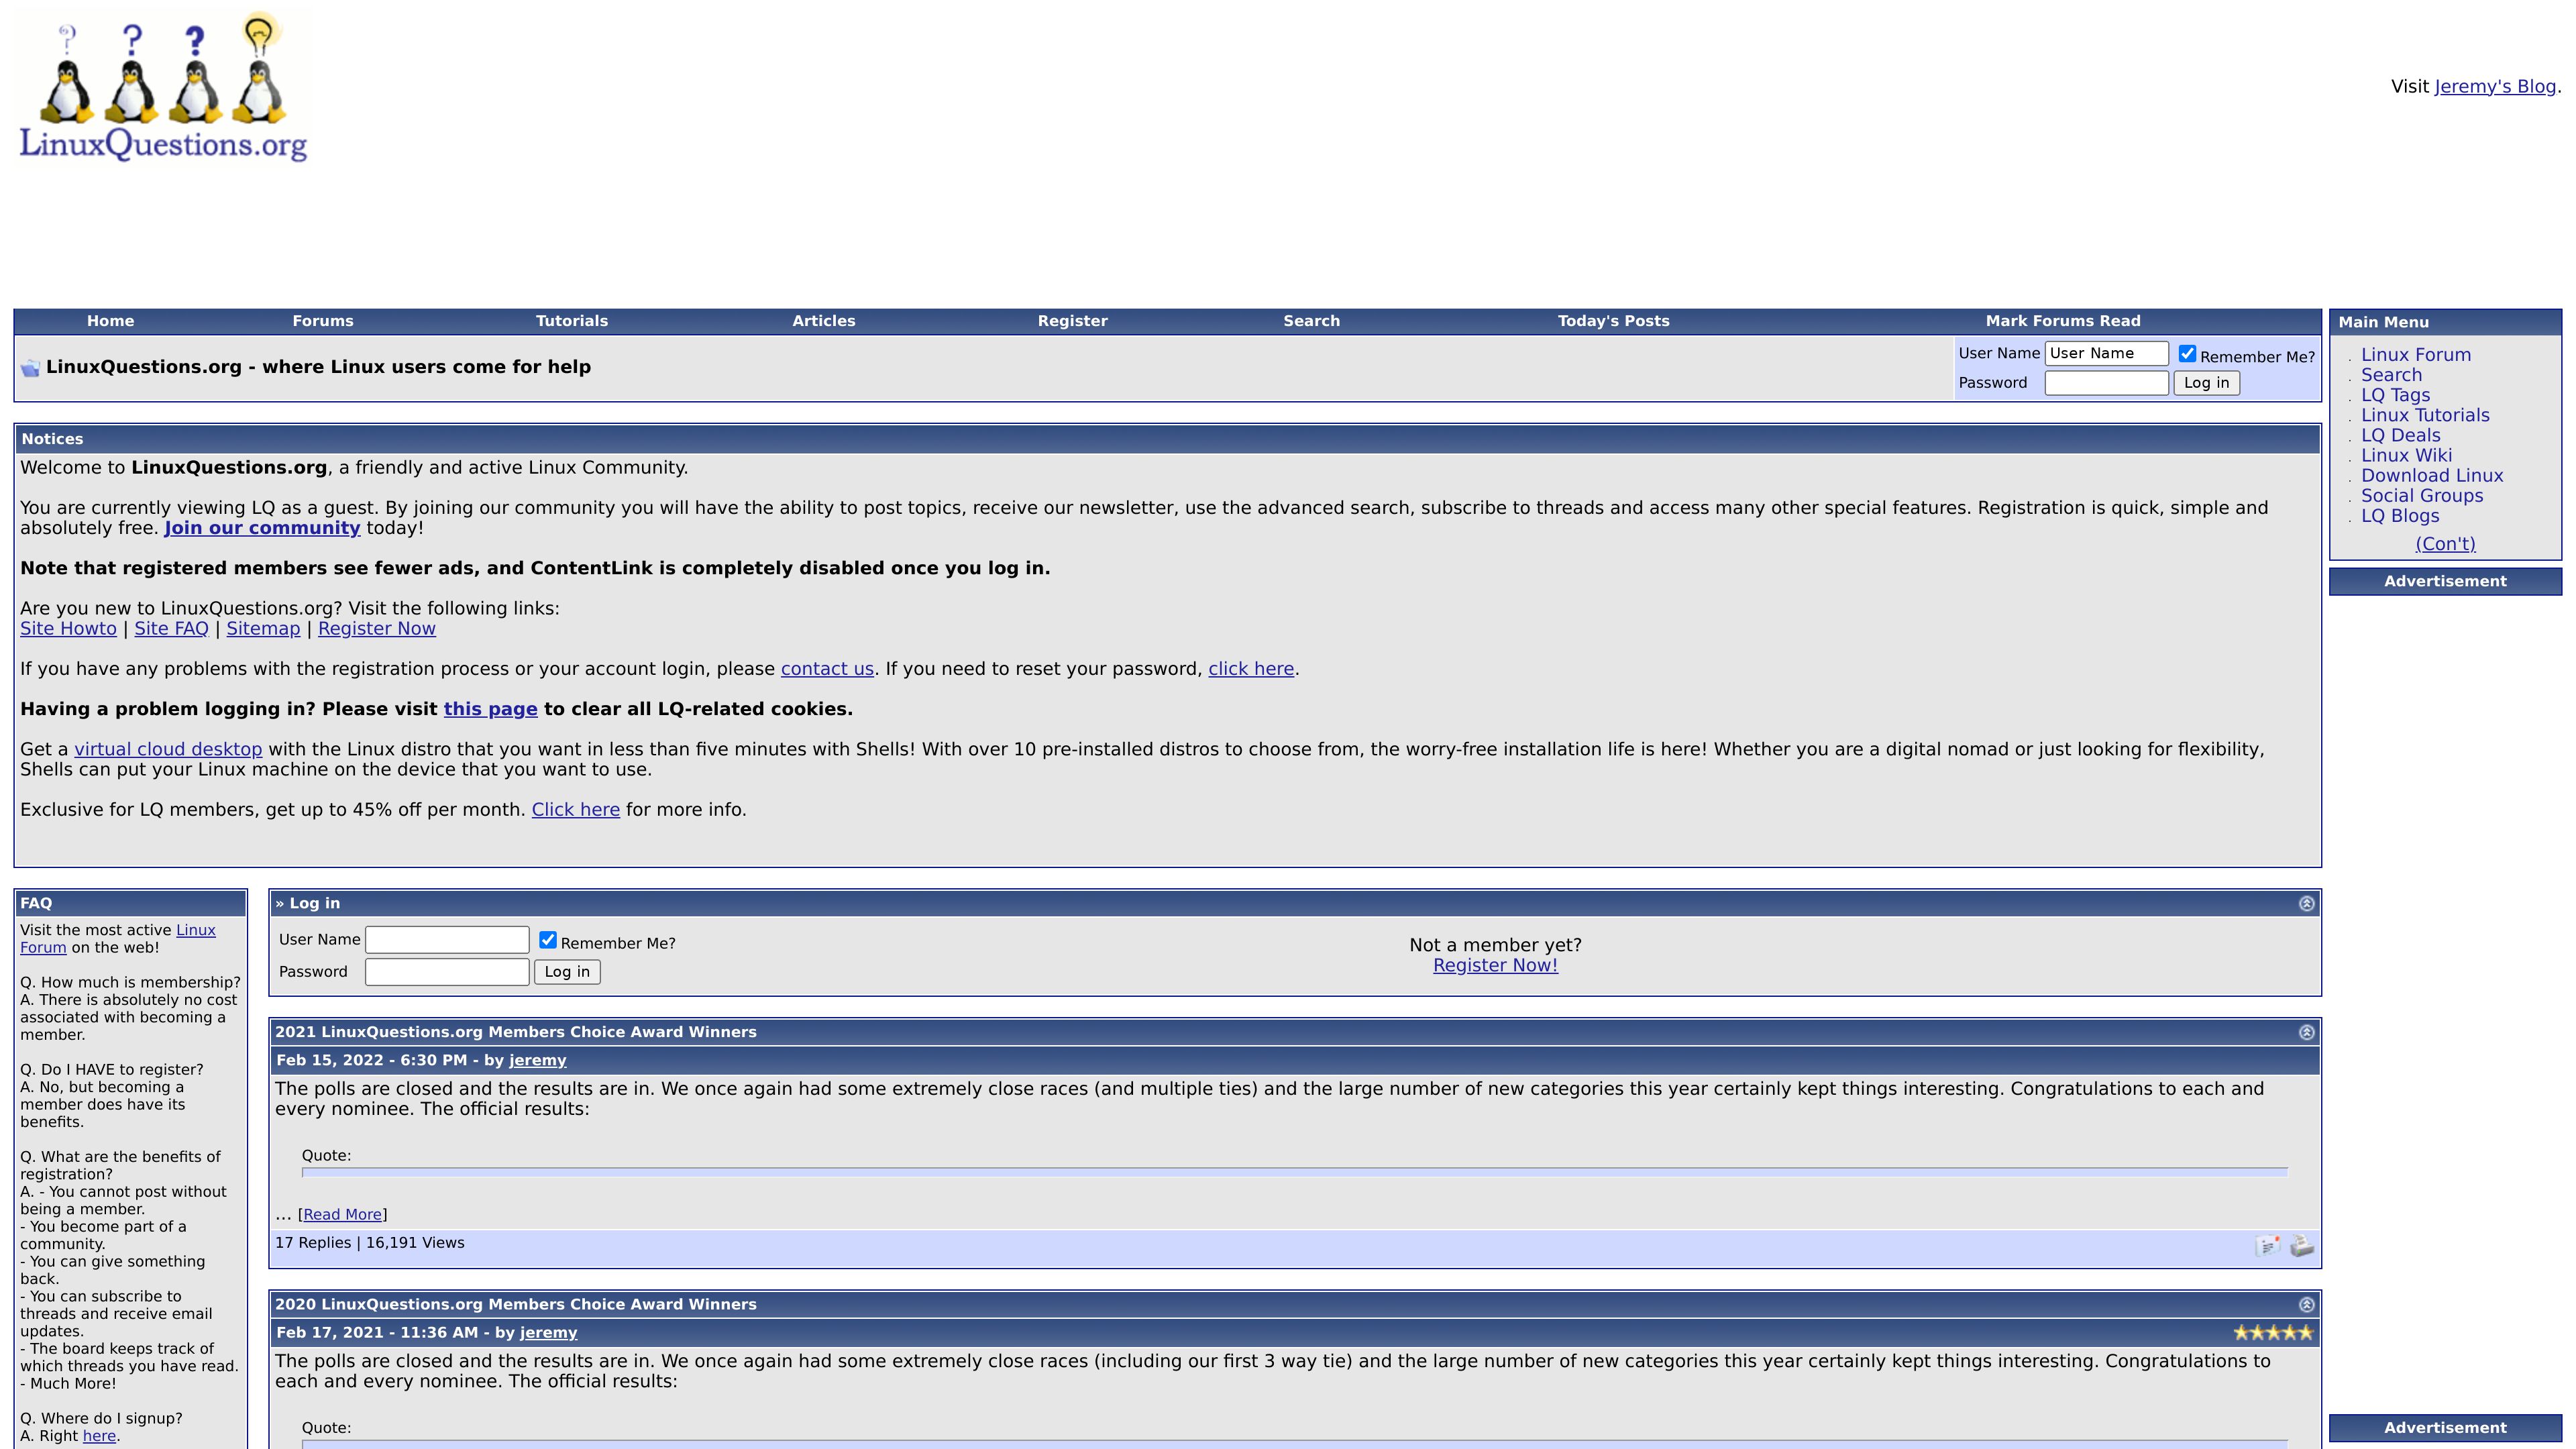 ? ? ?
LinuxQuestions.org
Visit Jeremy's Blog.
Home Forums Tutorials Articles Register Search Today's Posts Mark Forums Read
LinuxQuestions.org - where Linux users come for help
User Name User Name Remember Me?
Password Log in
Main Menu
. Linux Forum
. Search
. LQ Tags
. Linux Tutorials
. LQ Deals
. Linux Wiki
. Download Linux
. Social Groups
. LQ Blogs
(Con't)
Advertisement
Notices
Welcome to LinuxQuestions.org, a friendly and active Linux Community.
You are currently viewing LQ as a guest. By joining our community you will have the ability to post topics, receive our newsletter, use the advanced search, subscribe to threads and access many other special features. Registration is quick, simple and
absolutely free. Join our community today!
Note that registered members see fewer ads, and ContentLink is completely disabled once you log in.
Are you new to LinuxQuestions.org? Visit the following links:
Site Howto | Site FAQ | Sitemap | Register Now
If you have any problems with the registration process or your account login, please contact us. If you need to reset your password, click here.
Having a problem logging in? Please visit this page to clear all LQ-related cookies.
Get a virtual cloud desktop with the Linux distro that you want in less than five minutes with Shells! With over 10 pre-installed distros to choose from, the worry-free installation life is here! Whether you are a digital nomad or just looking for flexibility,
Shells can put your Linux machine on the device that you want to use.
Exclusive for LQ members, get up to 45% off per month. Click here for more info.
FAQ
Visit the most active Linux
Forum on the web!
Q. How much is membership?
A. There is absolutely no cost
associated with becoming a
member.
Q. Do I HAVE to register?
A. No, but becoming a
member does have its
benefits.
Q. What are the benefits of
registration?
A. - You cannot post without
being a member.
- You become part of a
community.
- You can give something
back.
- You can subscribe to
threads and receive email
updates.
- The board keeps track of
which threads you have read.
- Much More!
Q. Where do I signup?
A. Right here.
» Log in
User Name Remember Me?
Password Log in
Not a member yet?
Register Now!
2021 LinuxQuestions.org Members Choice Award Winners
Feb 15, 2022 - 6:30 PM - by jeremy
The polls are closed and the results are in. We once again had some extremely close races (and multiple ties) and the large number of new categories this year certainly kept things interesting. Congratulations to each and
every nominee. The official results:
Quote:
... [Read More]
17 Replies | 16,191 Views
2020 LinuxQuestions.org Members Choice Award Winners
Feb 17, 2021 - 11:36 AM - by jeremy
The polls are closed and the results are in. We once again had some extremely close races (including our first 3 way tie) and the large number of new categories this year certainly kept things interesting. Congratulations to
each and every nominee. The official results:
Quote:
Advertisement